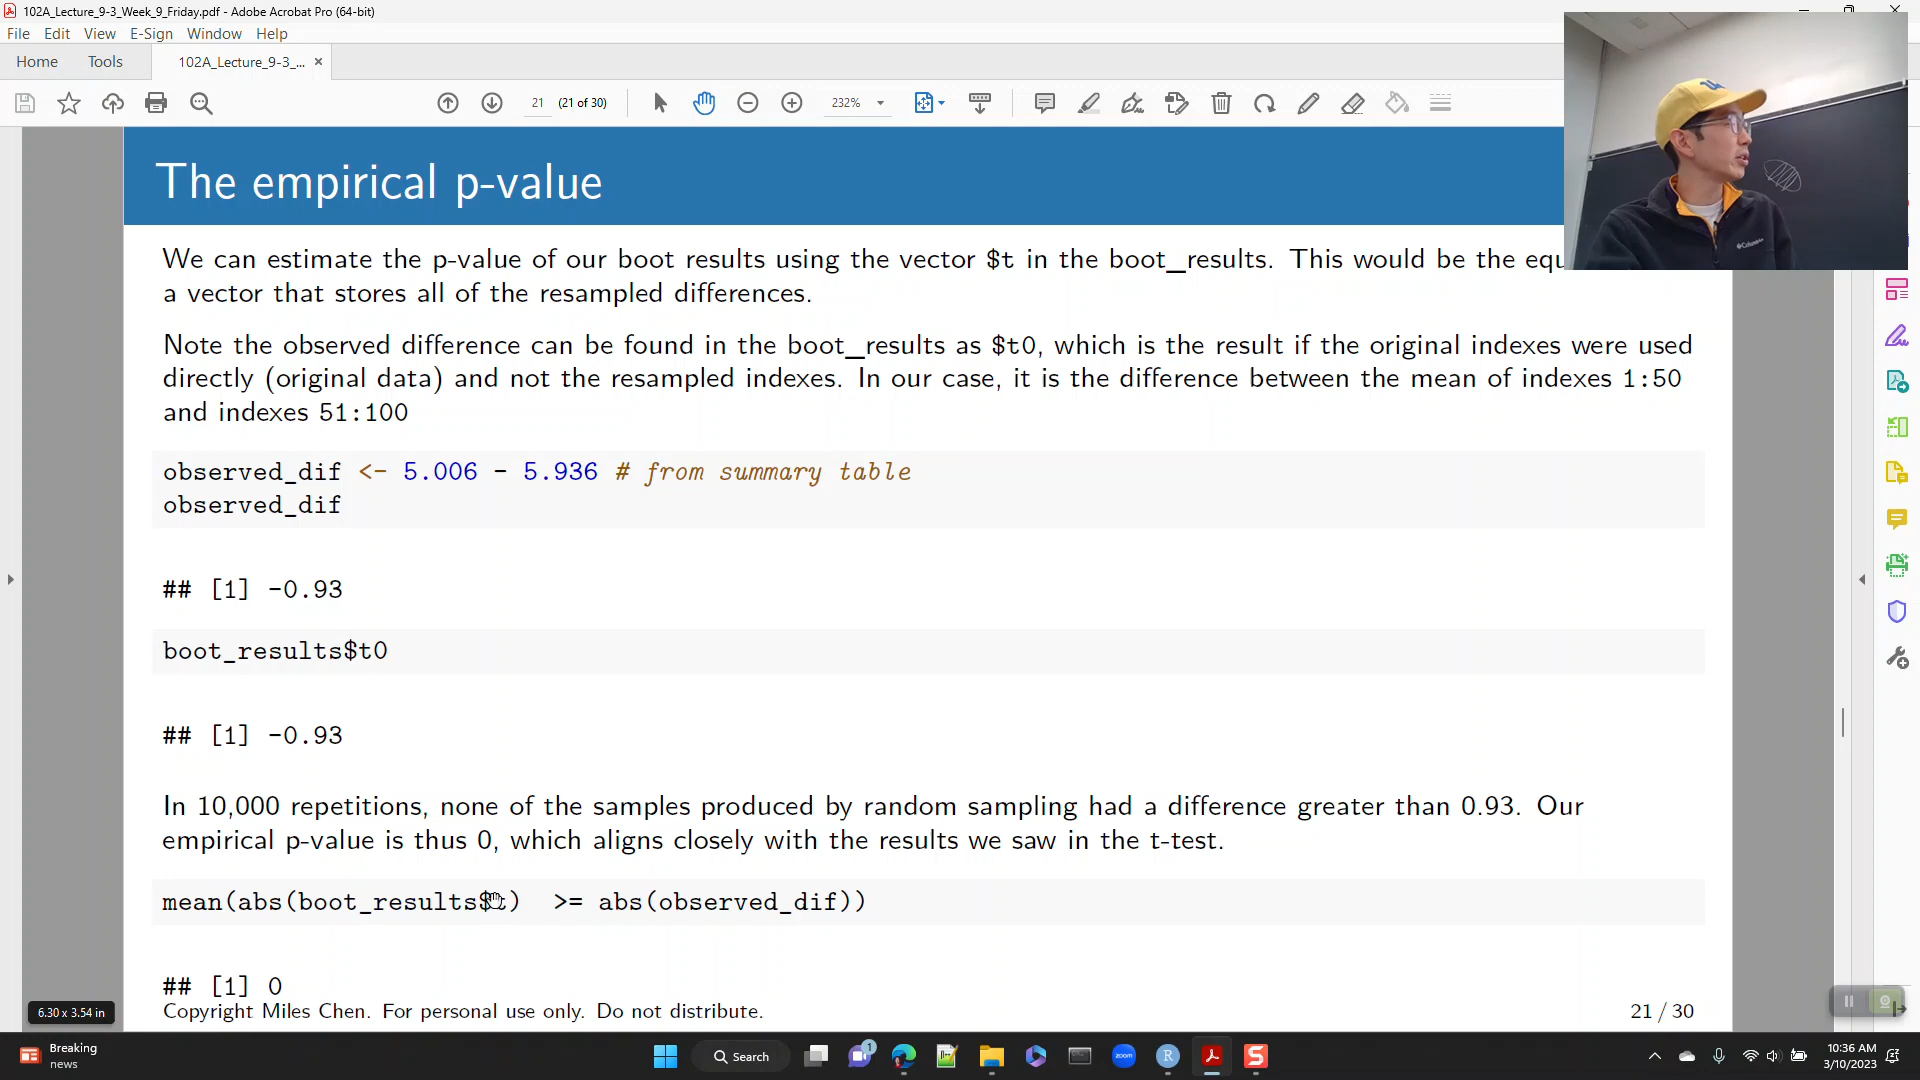 102A_Lecture_9-3_Week_9_Friday.pdf - Adobe Acrobat Pro (64-bit)
File Edit View E-Sign Window Help
Home Tools 102A_Lecture_9-3_...
21 (21 of 30) 232%
The empirical p-value
We can estimate the p-value of our boot results using the vector $t in the boot_results. This would be the equ
a vector that stores all of the resampled differences.
Note the observed difference can be found in the boot_results as $t0, which is the result if the original indexes were used
directly (original data) and not the resampled indexes. In our case, it is the difference between the mean of indexes 1:50
and indexes 51:100
observed_dif <- 5.006 - 5.936 # from summary table
observed_dif
## [1] -0.93
boot_results$t0
## [1] -0.93
In 10,000 repetitions, none of the samples produced by random sampling had a difference greater than 0.93. Our
empirical p-value is thus 0, which aligns closely with the results we saw in the t-test.
mean(abs(boot_results$t) >= abs(observed_dif))
## [1] 0
Copyright Miles Chen. For personal use only. Do not distribute.
21 / 30
6.30 x 3.54 in
Columbia
Breaking
news
Search
1
zoom
R
S
10:36 AM
3/10/2023